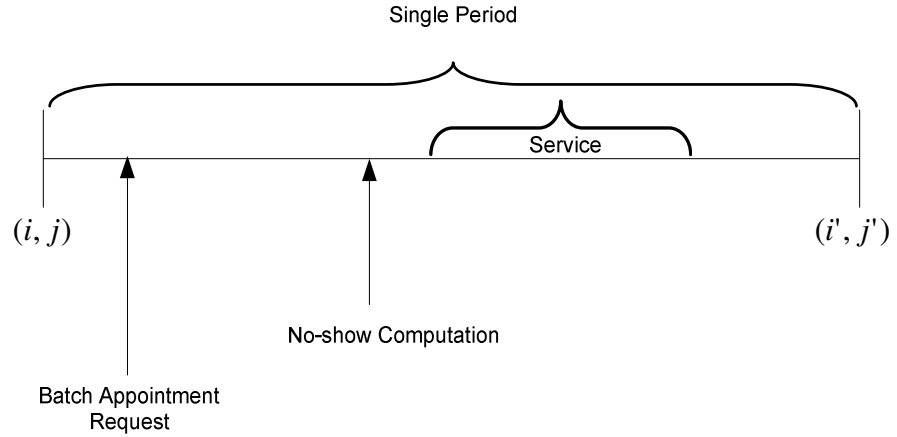 Single Period
Service
(i, j)
(i', j')
No-show Computation
Batch Appointment
Request